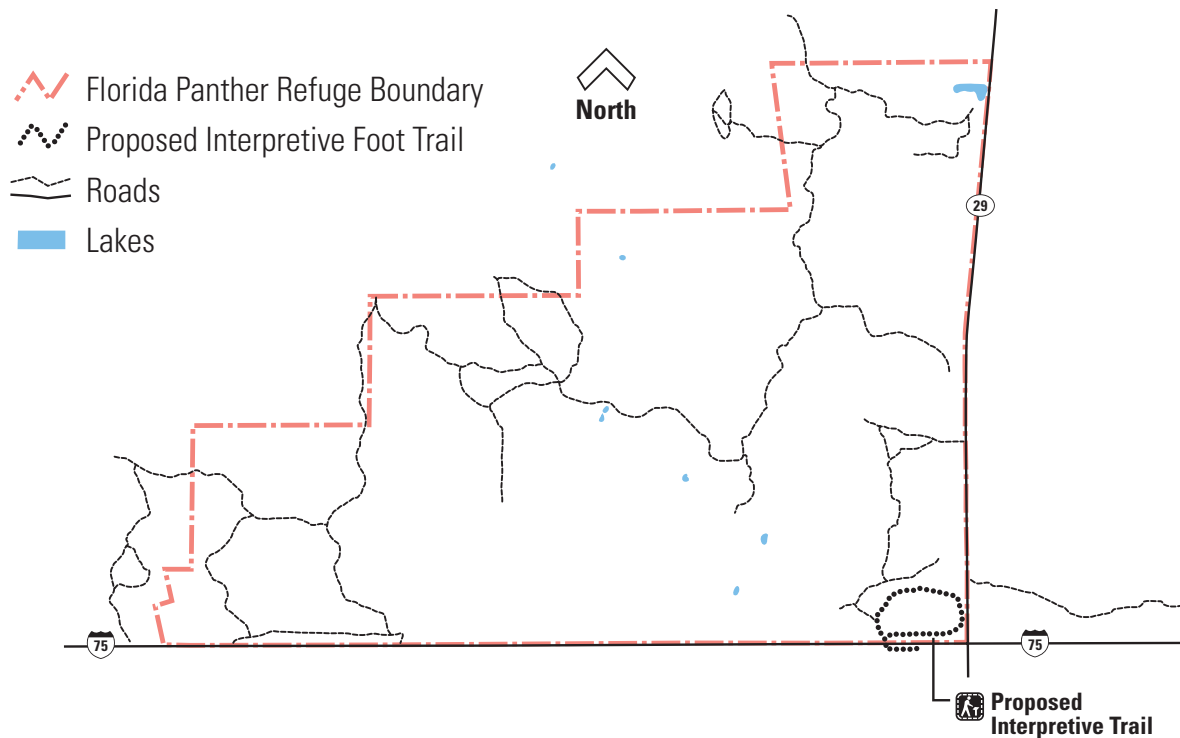 Florida Panther Refuge Boundary
Proposed Interpretive Foot Trail
Roads
Lakes
North
29
75
75
Proposed
Interpretive Trail